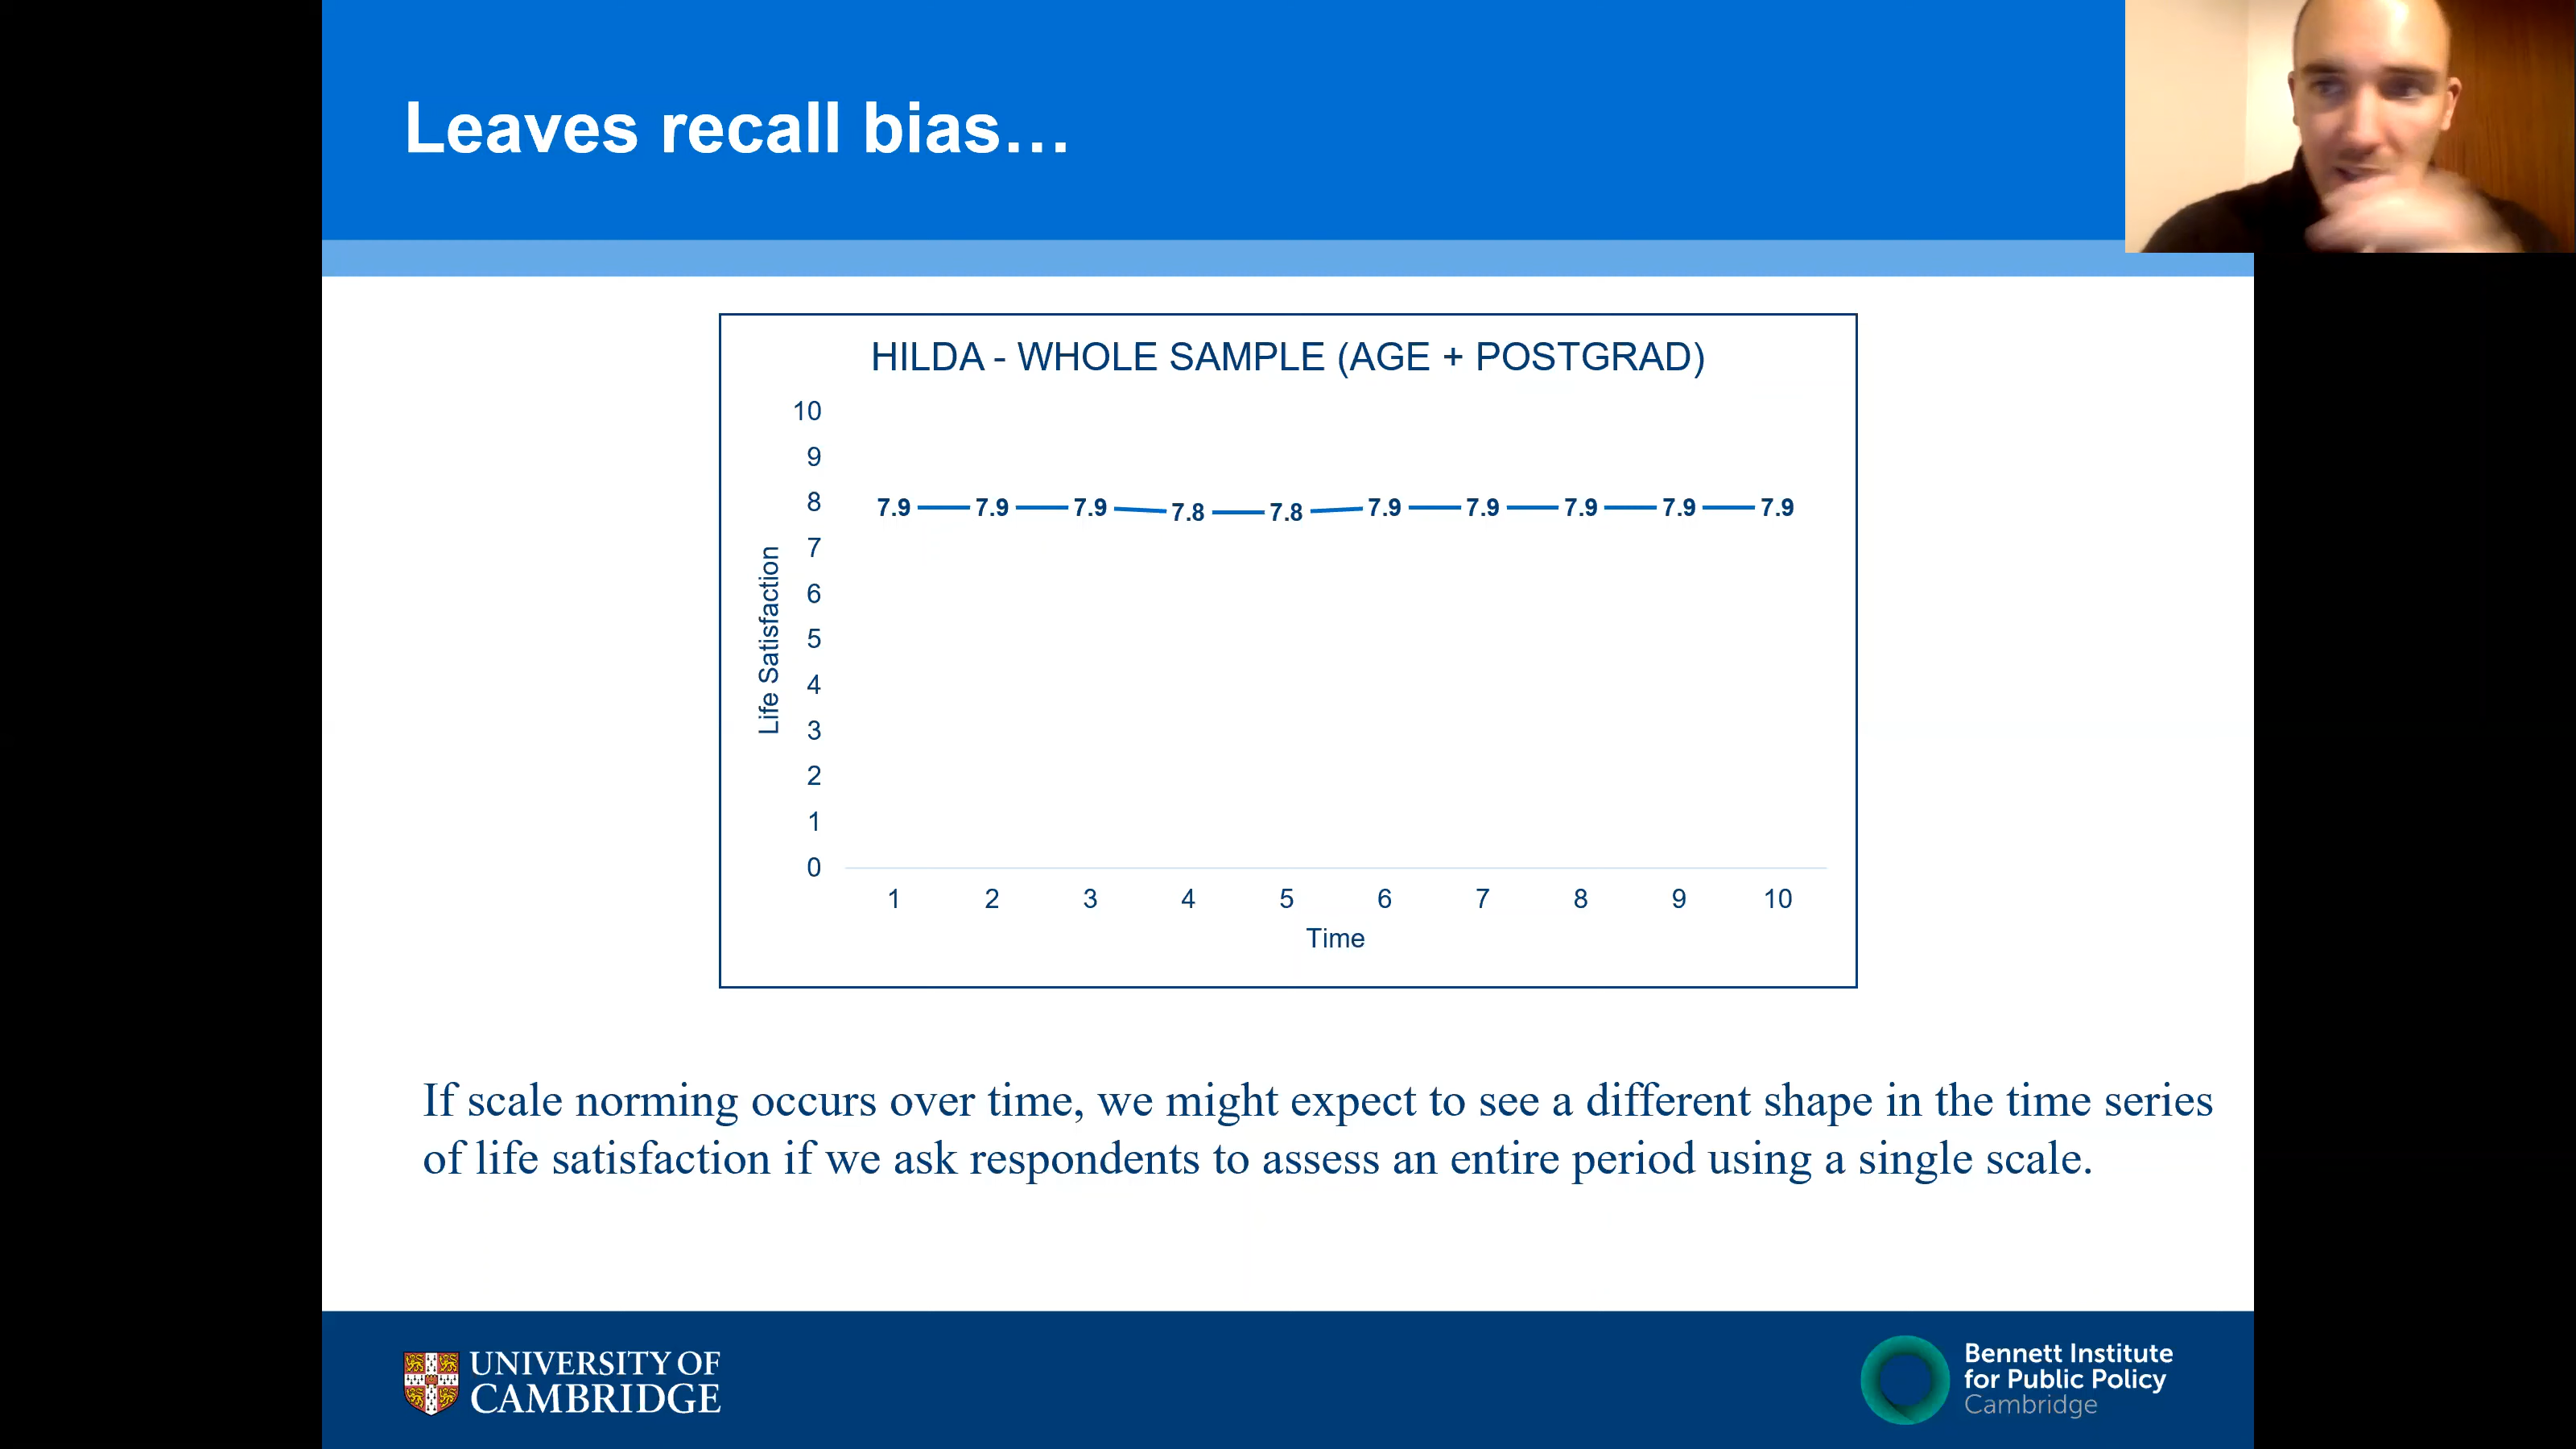 Leaves recall bias…
HILDA - WHOLE SAMPLE (AGE + POSTGRAD)
10
9
8
7
6
5
4
3
2
1
0
Life Satisfaction
7.9 7.9 7.9 7.8 7.8 7.9 7.9 7.9 7.9 7.9
1 2 3 4 5 6 7 8 9 10
Time
If scale norming occurs over time, we might expect to see a different shape in the time series
of life satisfaction if we ask respondents to assess an entire period using a single scale.
UNIVERSITY OF
CAMBRIDGE
Bennett Institute
for Public Policy
Cambridge